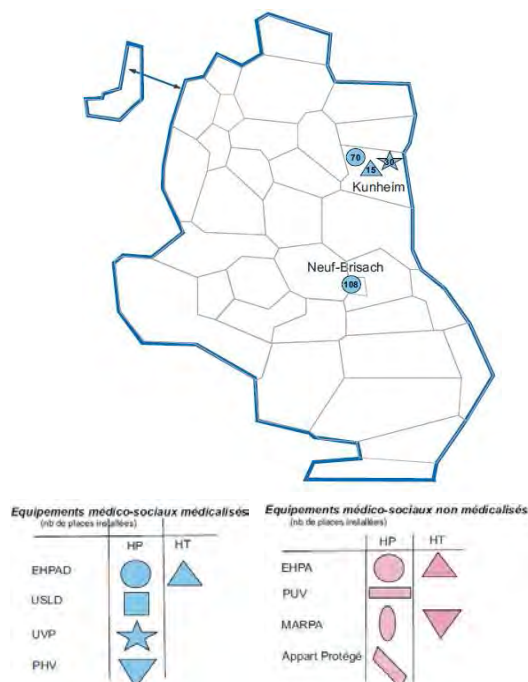 70
15
30
Kunheim
Neuf-Brisach
108
Equipements médico-sociaux médicalisés
(nb de places installées)
HP HT
EHPAD
USLD
UVP
PHV
Equipements médico-sociaux non médicalisés
(nb de places installées)
HP HT
EHPA
PUV
MARPA
Appart Protégé